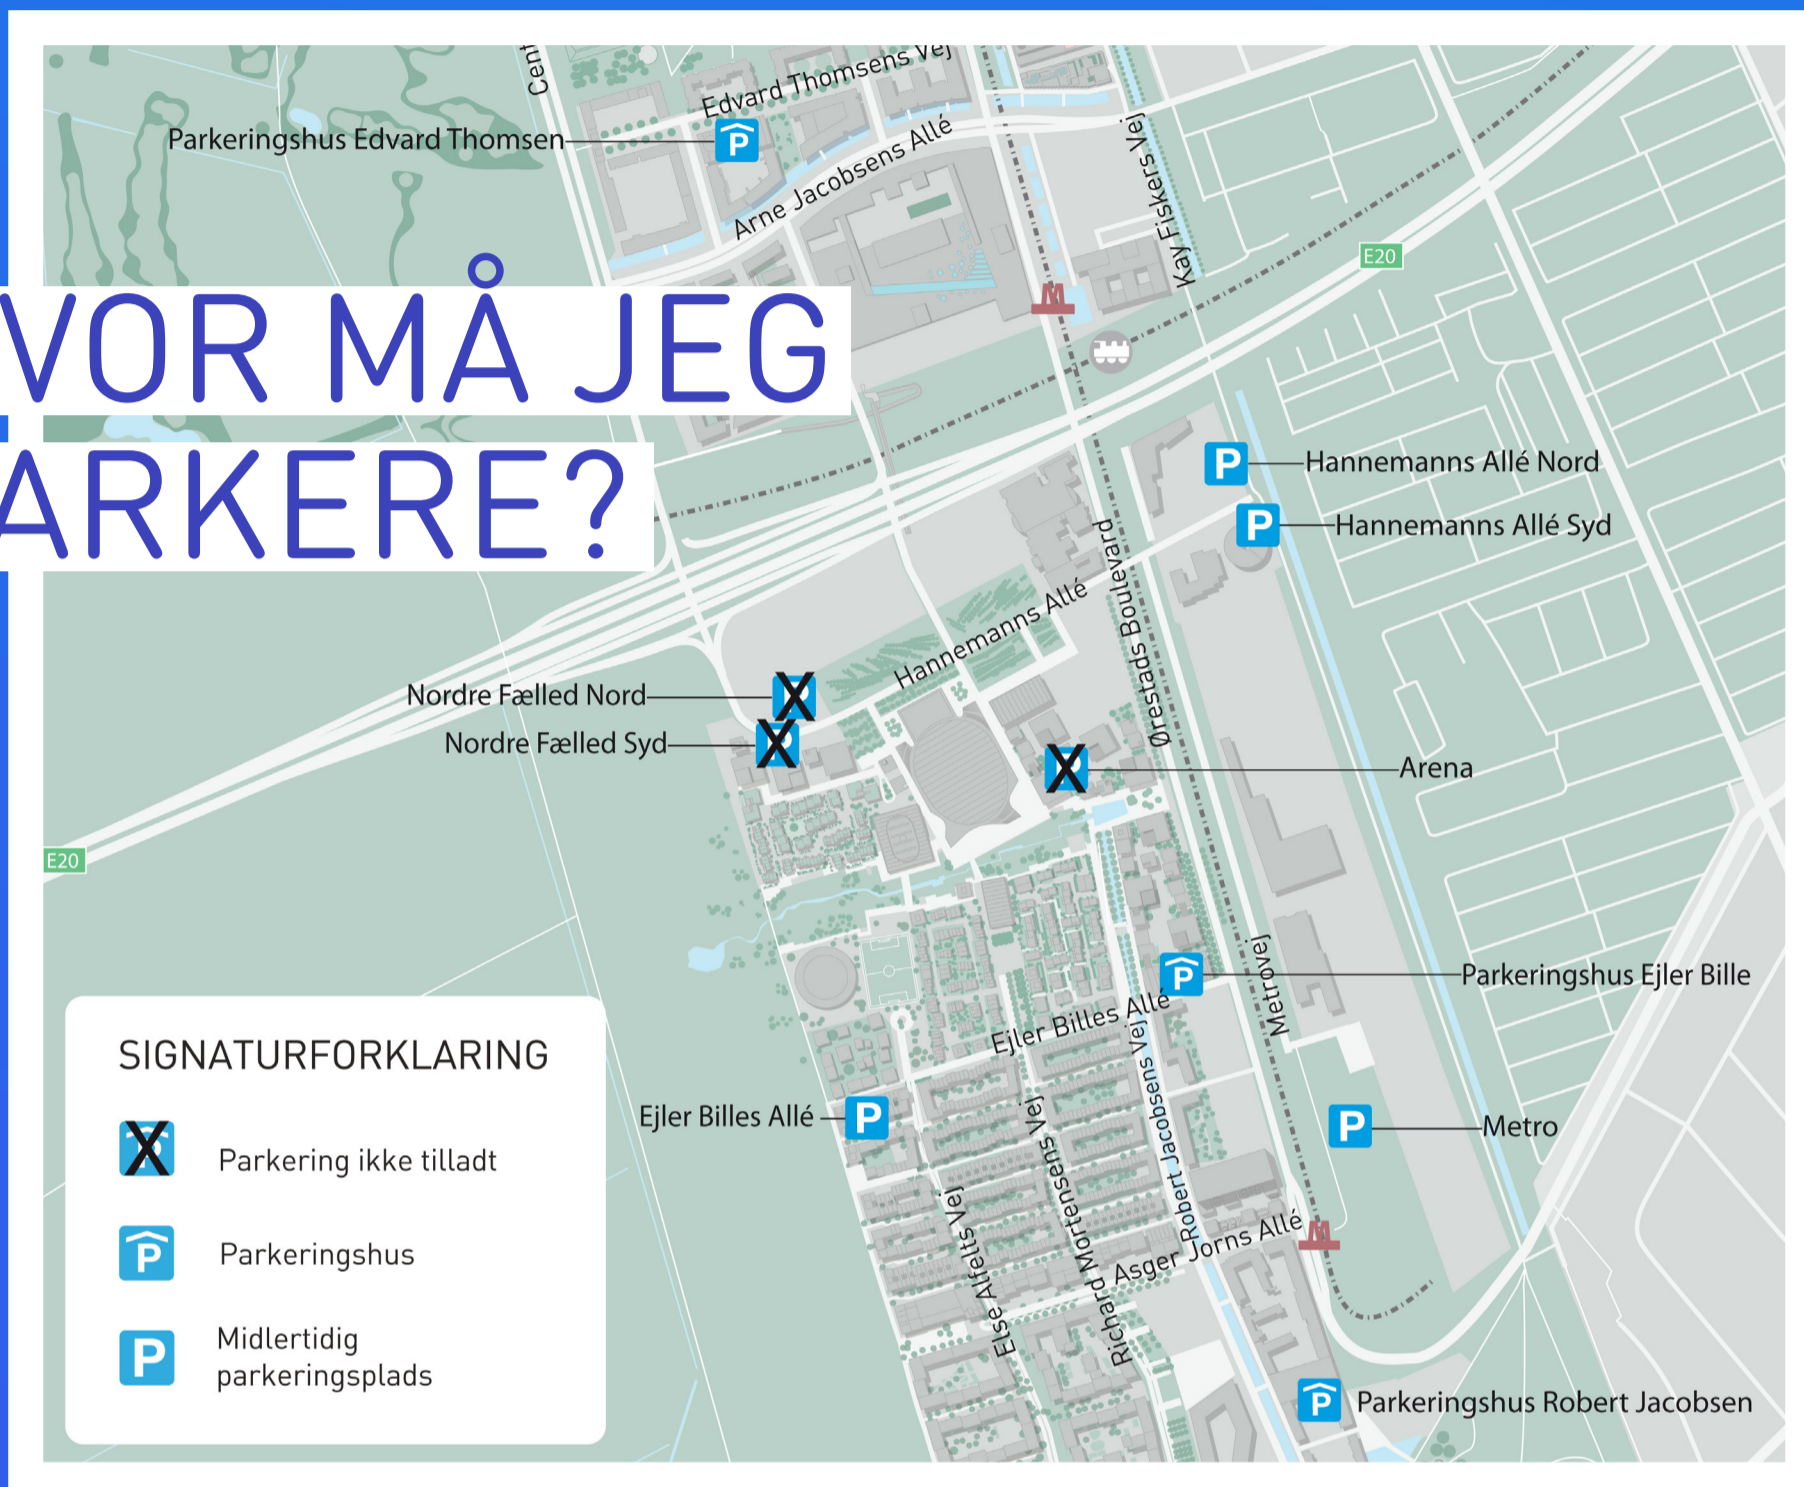 Cent
Edvard Thomsens Vej
Parkeringshus Edvard Thomsen
P
Arne Jacobsens Allé
Kay Fiskers Vej
E20
M
VOR MÅ JEG
ARKERE?
P
Hannemanns Allé Nord
P
Hannemanns Allé Syd
Ørestads Boulevard
Hannemanns Allé
Nordre Fælled Nord
X
Nordre Fælled Syd
X
X
Arena
E20
P
Parkeringshus Ejler Bille
Metrovej
Ejler Billes Allé
Robert Jacobsens Vej
Ejler Billes Allé
P
P
Metro
Richard Mortensens Vej
Else Alfelts Vej
Asger Jorns Allé
M
P
Parkeringshus Robert Jacobsen
SIGNATURFORKLARING
X
Parkering ikke tilladt
P
Parkeringshus
P
Midlertidig
parkeringsplads